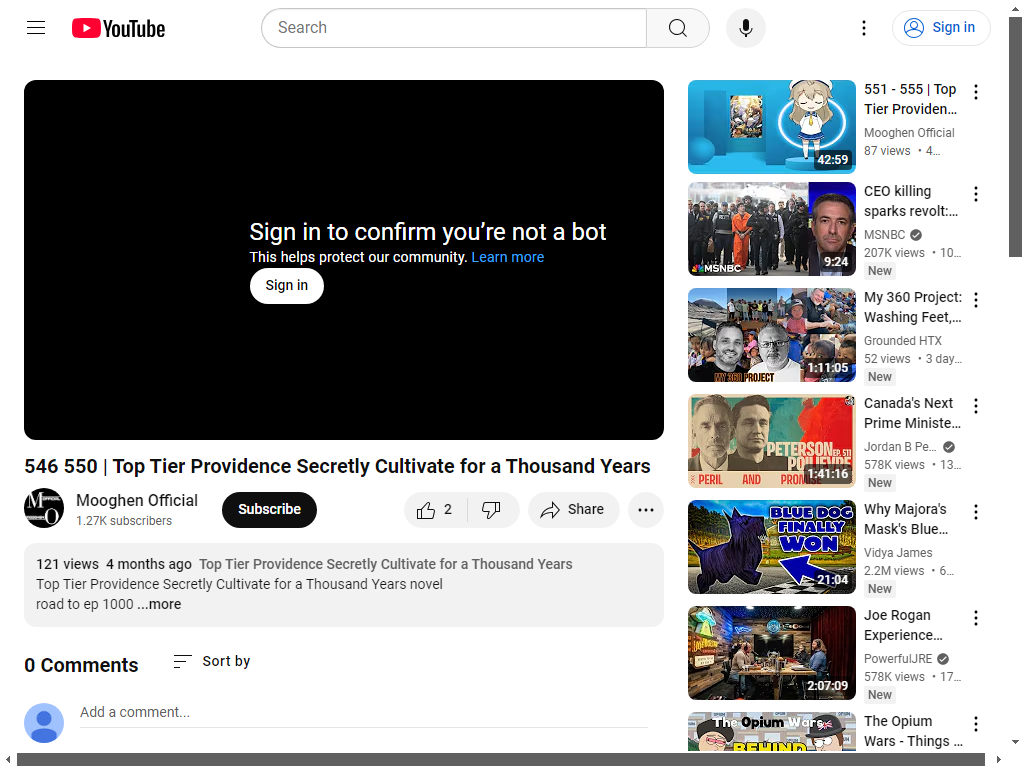 YouTube
Search
Sign in
Sign in to confirm you're not a bot
This helps protect our community. Learn more
Sign in
546 550 | Top Tier Providence Secretly Cultivate for a Thousand Years
Mooghen Official
1.27K subscribers
Subscribe
2
Share
121 views 4 months ago Top Tier Providence Secretly Cultivate for a Thousand Years
Top Tier Providence Secretly Cultivate for a Thousand Years novel
road to ep 1000 ...more
0 Comments
Sort by
Add a comment...
42:59
551 - 555 | Top
Tier Providen...
Mooghen Official
87 views • 4...
MSNBC
9:24
CEO killing
sparks revolt:...
MSNBC
207K views • 10...
New
MY 360 PROJECT
1:11:05
My 360 Project:
Washing Feet,...
Grounded HTX
52 views • 3 day...
New
PETERSON
EP. 511
PERIL AND
1:41:16
Canada's Next
Prime Ministe...
Jordan B Pe...
578K views • 13...
New
BLUE DOG
FINALLY
WON
21:04
Why Majora's
Mask's Blue...
Vidya James
2.2M views • 6...
New
2:07:09
Joe Rogan
Experience...
PowerfulJRE
578K views • 17...
New
The Opium Wars
BEHIND
The Opium
Wars - Things ...